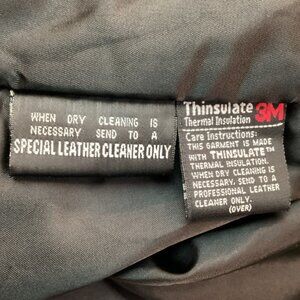 WHEN DRY CLEANING IS
NECESSARY SEND TO A
SPECIAL LEATHER CLEANER ONLY
Thinsulate 3M
Thermal Insulation
Care Instructions:
THIS GARMENT IS MADE
WITH THINSULATE™
THERMAL INSULATION.
WHEN DRY CLEANING IS
NECESSARY, SEND TO A
PROFESSIONAL LEATHER
CLEANER ONLY.
(OVER)